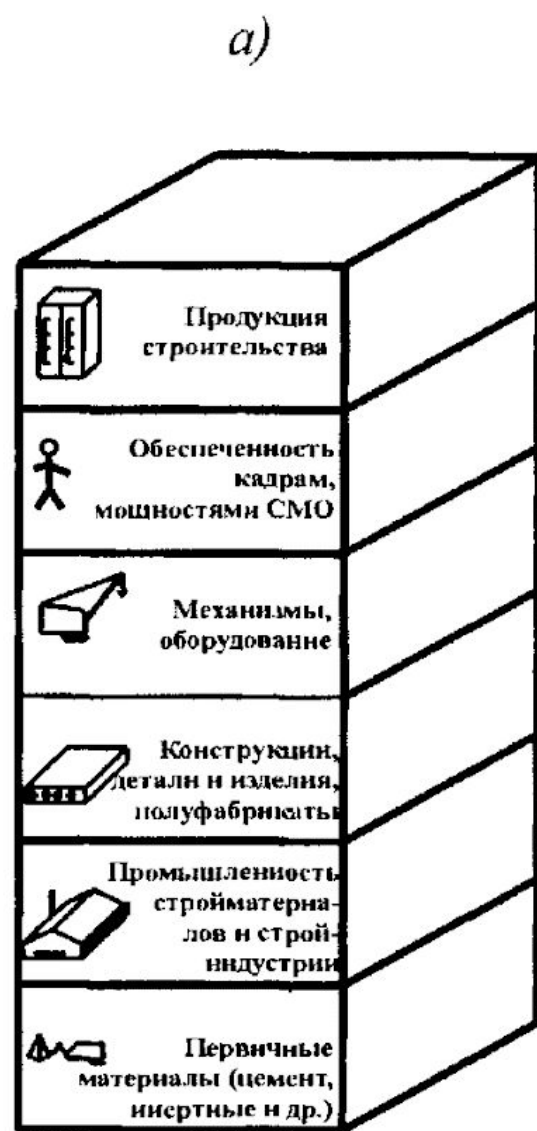 а)
Продукция
строительства
Обеспеченность
кадрам,
мощностями СМО
Механизмы,
оборудование
Конструкции,
детали и изделия,
полуфабрикаты
Промышленность
стройматериа-
лов и строй-
индустрии
Первичные
материалы (цемент,
инертные и др.)